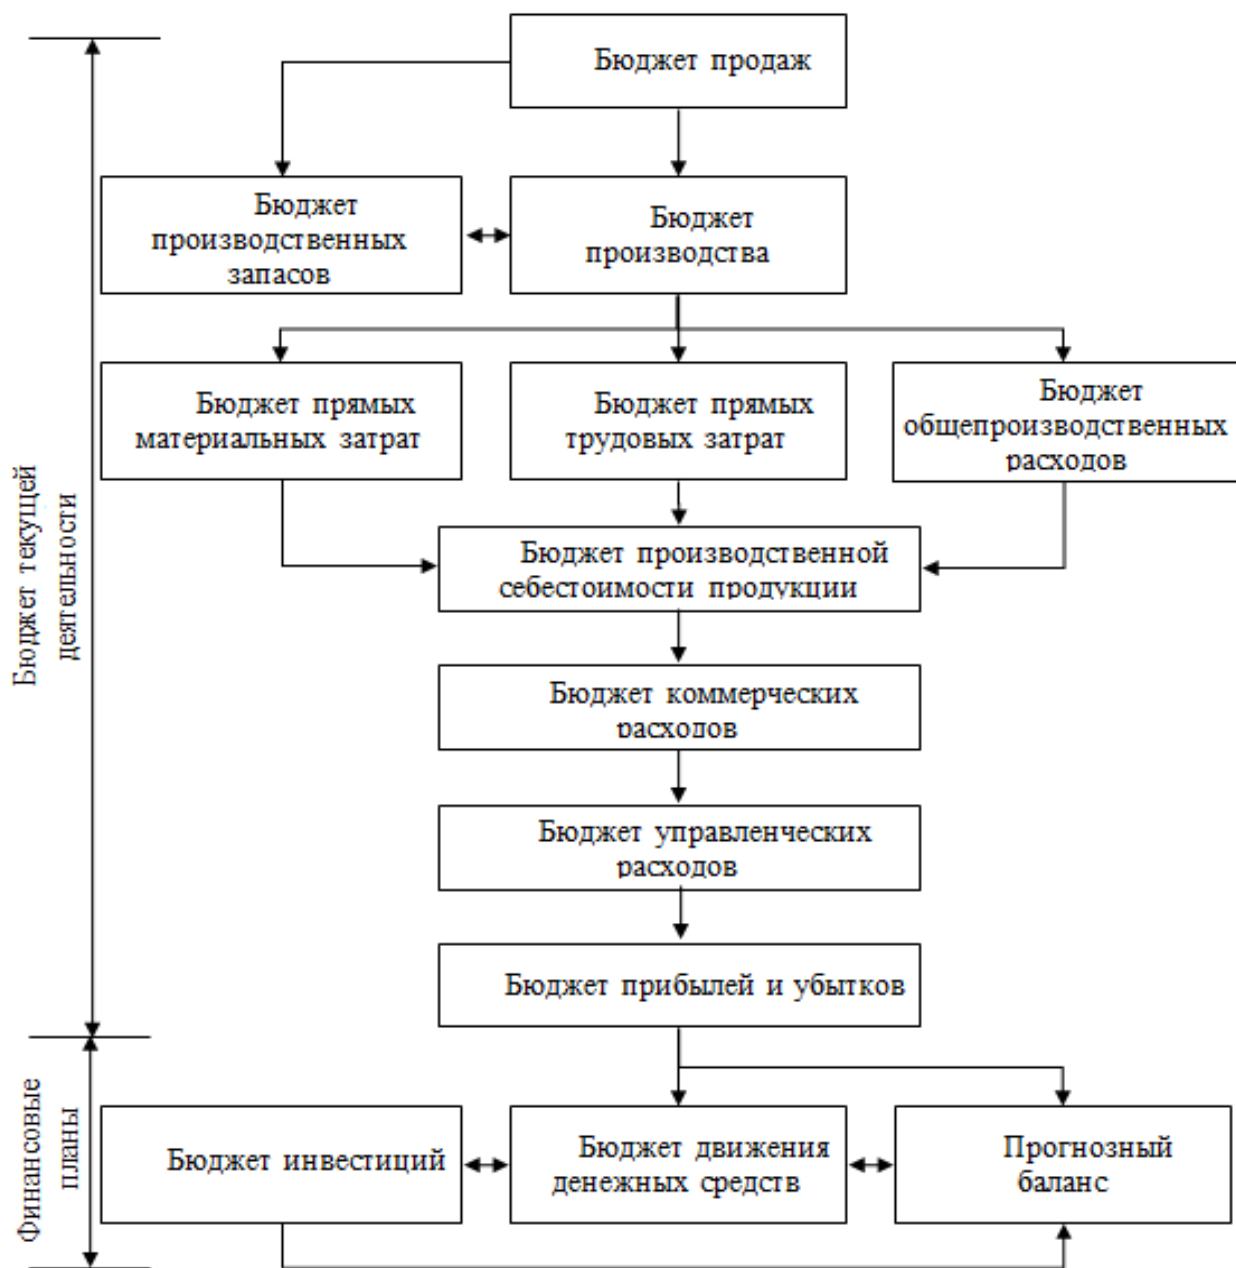 Бюджет продаж
Бюджет
производственных
запасов
Бюджет
производства
Бюджет прямых
материальных затрат
Бюджет прямых
трудовых затрат
Бюджет
общепроизводственных
расходов
Бюджет текущей
деятельности
Бюджет производственной
себестоимости продукции
Бюджет коммерческих
расходов
Бюджет управленческих
расходов
Бюджет прибылей и убытков
Финансовые
планы
Бюджет инвестиций
Бюджет движения
денежных средств
Прогнозный
баланс